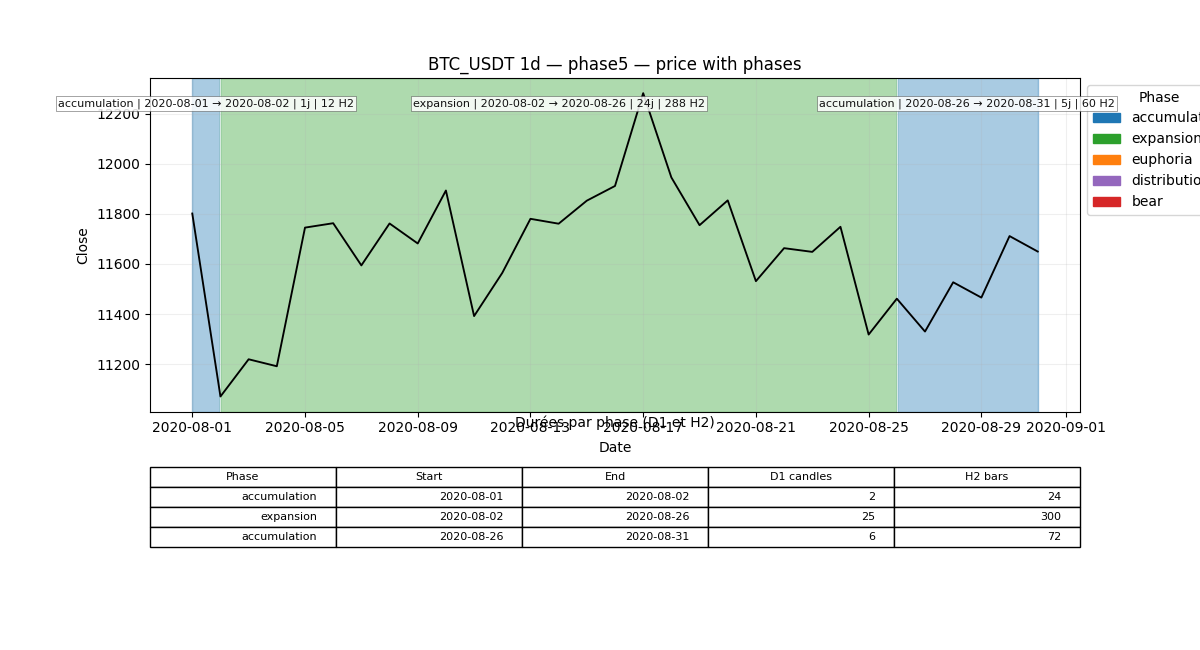 BTC_USDT 1d — phase5 — price with phases
accumulation | 2020-08-01 → 2020-08-02 | 1j | 12 H2
expansion | 2020-08-02 → 2020-08-26 | 24j | 288 H2
accumulation | 2020-08-26 → 2020-08-31 | 5j | 60 H2
Phase
accumulat
expansion
euphoria
distributio
bear
12200
12000
11800
11600
11400
11200
Close
Durées par phase (D1 et H2)
2020-08-01 2020-08-05 2020-08-09 2020-08-13 2020-08-17 2020-08-21 2020-08-25 2020-08-29 2020-09-01
Date
Phase Start End D1 candles H2 bars
accumulation 2020-08-01 2020-08-02 2 24
expansion 2020-08-02 2020-08-26 25 300
accumulation 2020-08-26 2020-08-31 6 72